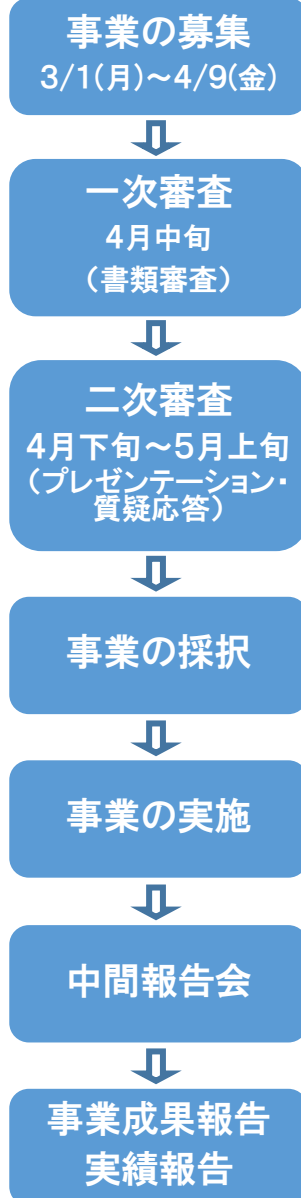 事業の募集
3/1(月)～4/9(金)
一次審査
4月中旬
（書類審査）
二次審査
4月下旬～5月上旬
（プレゼンテーション・
質疑応答）
事業の採択
事業の実施
中間報告会
事業成果報告
実績報告